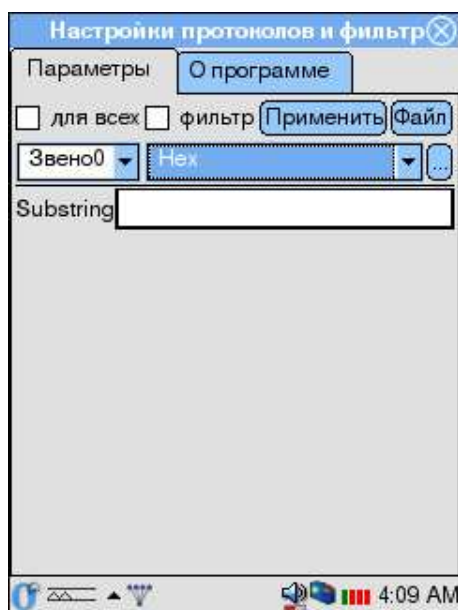 Настройки протоколов и фильтр
Параметры О программе
для всех фильтр Применить Файл
Звено0 Hex ...
Substring
4:09 AM